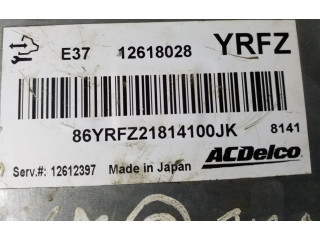 E37 12618028 YRFZ
86YRFZ21814100JK 8141
Serv.#: 12612397 Made in Japan ACDelco